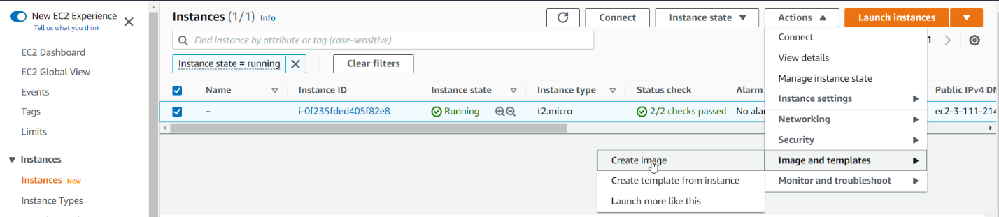 New EC2 Experience
Tell us what you think
EC2 Dashboard
EC2 Global View
Events
Tags
Limits
Instances
Instances New
Instance Types
Instances (1/1) Info
Connect
Instance state
Actions
Launch instances
Find instance by attribute or tag (case-sensitive)
1
Instance state = running
Clear filters
Name Instance ID Instance state Instance type Status check Alarm Public IPv4 DN
– i-0f235fded405f82e8 Running t2.micro 2/2 checks passed No alar ec2-3-111-214
Connect
View details
Manage instance state
Instance settings
Networking
Security
Image and templates
Monitor and troubleshoot
Create image
Create template from instance
Launch more like this